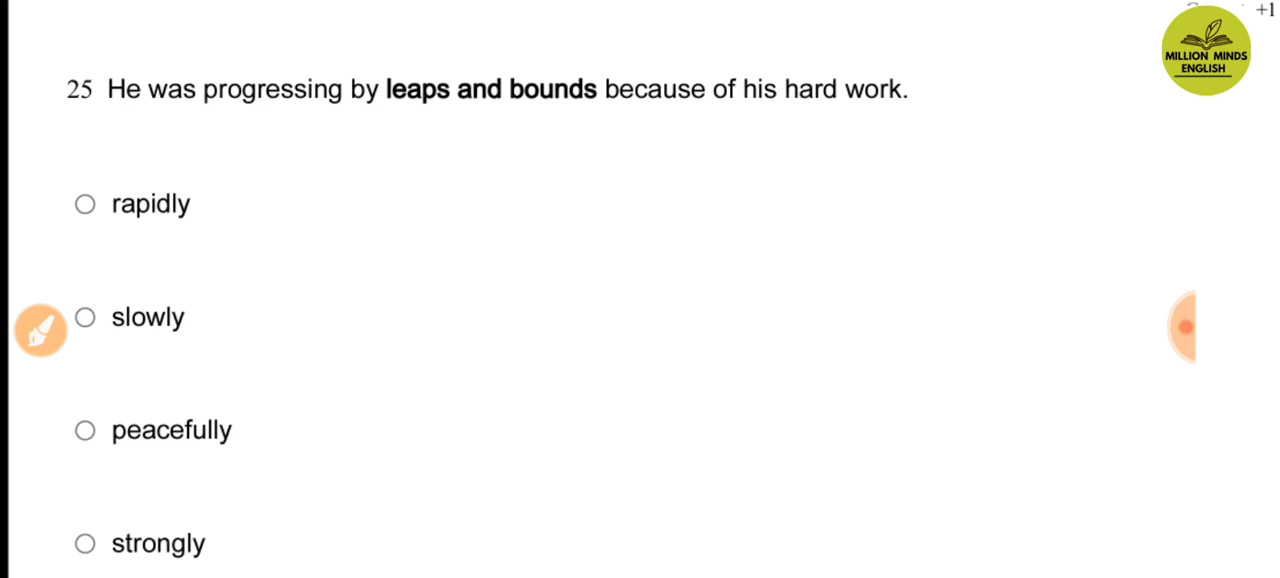 +1
MILLION MINDS
ENGLISH
25 He was progressing by leaps and bounds because of his hard work.
rapidly
slowly
peacefully
strongly